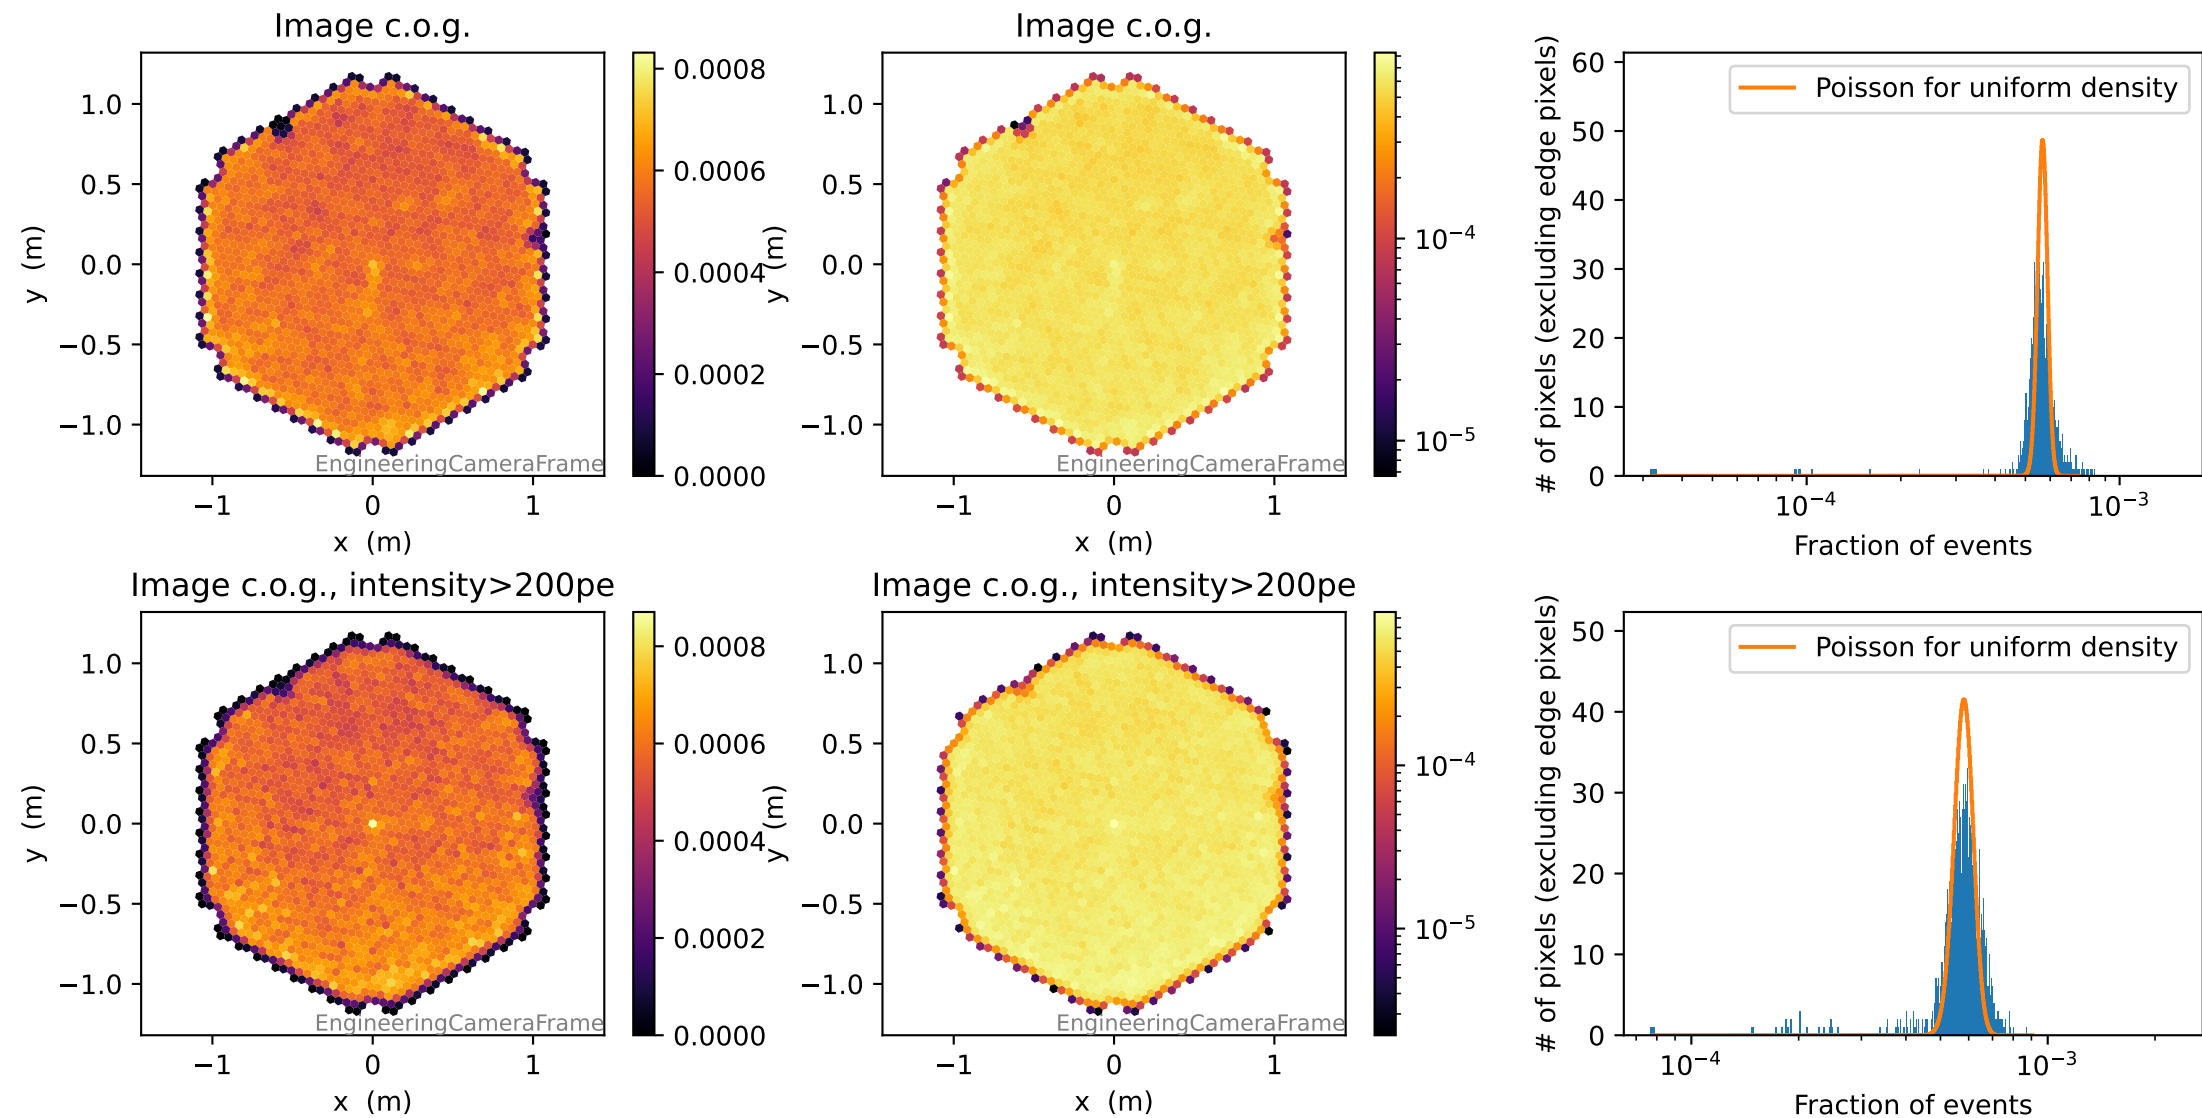 Image c.o.g.
1.0
0.5
0.0
−0.5
−1.0
y (m)
−1
0
1
x (m)
EngineeringCameraFrame
0.0008
0.0006
0.0004
0.0002
0.0000
Image c.o.g.
1.0
0.5
0.0
−0.5
−1.0
y (m)
−1
0
1
x (m)
EngineeringCameraFrame
10−4
10−5
60
50
40
30
20
10
0
# of pixels (excluding edge pixels)
Poisson for uniform density
10−4
10−3
Fraction of events
Image c.o.g., intensity>200pe
1.0
0.5
0.0
−0.5
−1.0
y (m)
−1
0
1
x (m)
EngineeringCameraFrame
0.0008
0.0006
0.0004
0.0002
0.0000
Image c.o.g., intensity>200pe
1.0
0.5
0.0
−0.5
−1.0
y (m)
−1
0
1
x (m)
EngineeringCameraFrame
10−4
10−5
50
40
30
20
10
0
# of pixels (excluding edge pixels)
Poisson for uniform density
10−4
10−3
Fraction of events